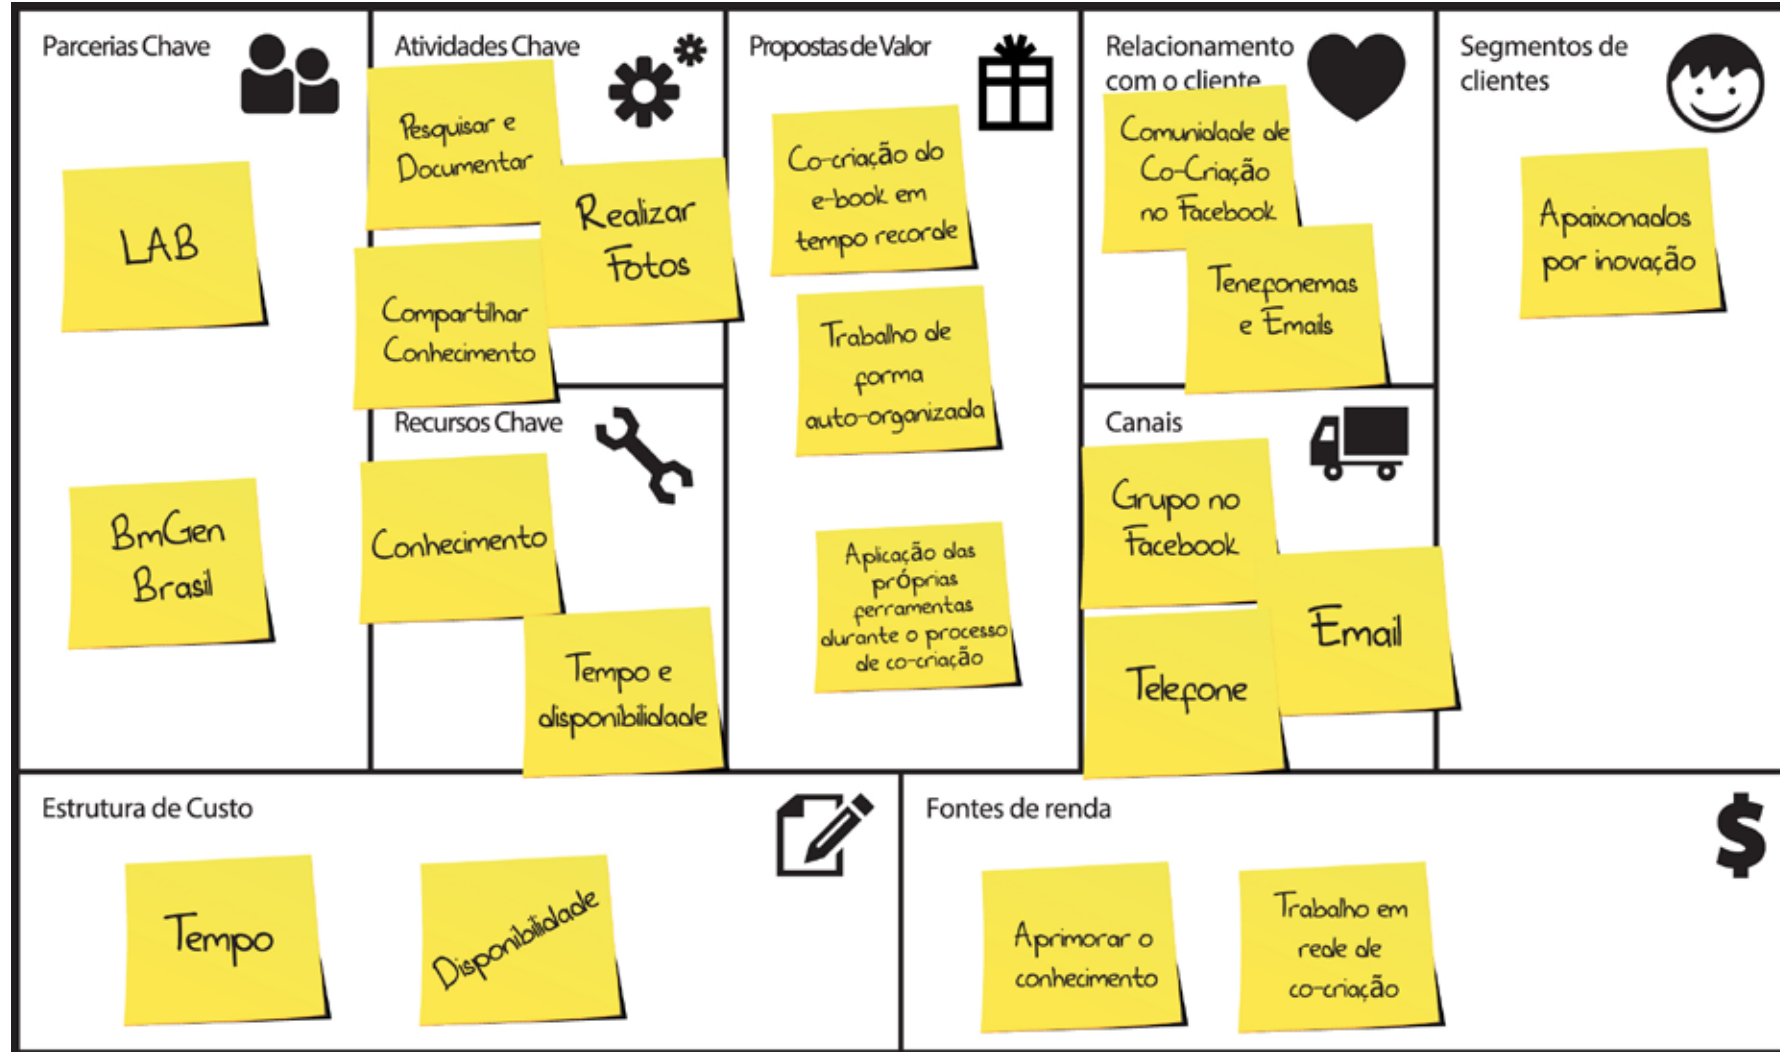 Parcerias Chave
LAB
BmGen
Brasil
Atividades Chave
Pesquisar e
Documentar
Realizar
Fotos
Compartilhar
Conhecimento
Recursos Chave
Conhecimento
Tempo e
disponibilidade
Propostas de Valor
Co-criação do
e-book em
tempo recorde
Trabalho de
forma
auto-organizada
Aplicação das
próprias
ferramentas
durante o processo
de co-criação
Relacionamento
com o cliente
Comunidade de
Co-Criação
no Facebook
Tenefonemas
e Emails
Canais
Grupo no
Facebook
Email
Telefone
Segmentos de
clientes
Apaixonados
por inovação
Estrutura de Custo
Tempo
Disponibilidade
Fontes de renda
Aprimorar o
conhecimento
Trabalho em
rede de
co-criação
$